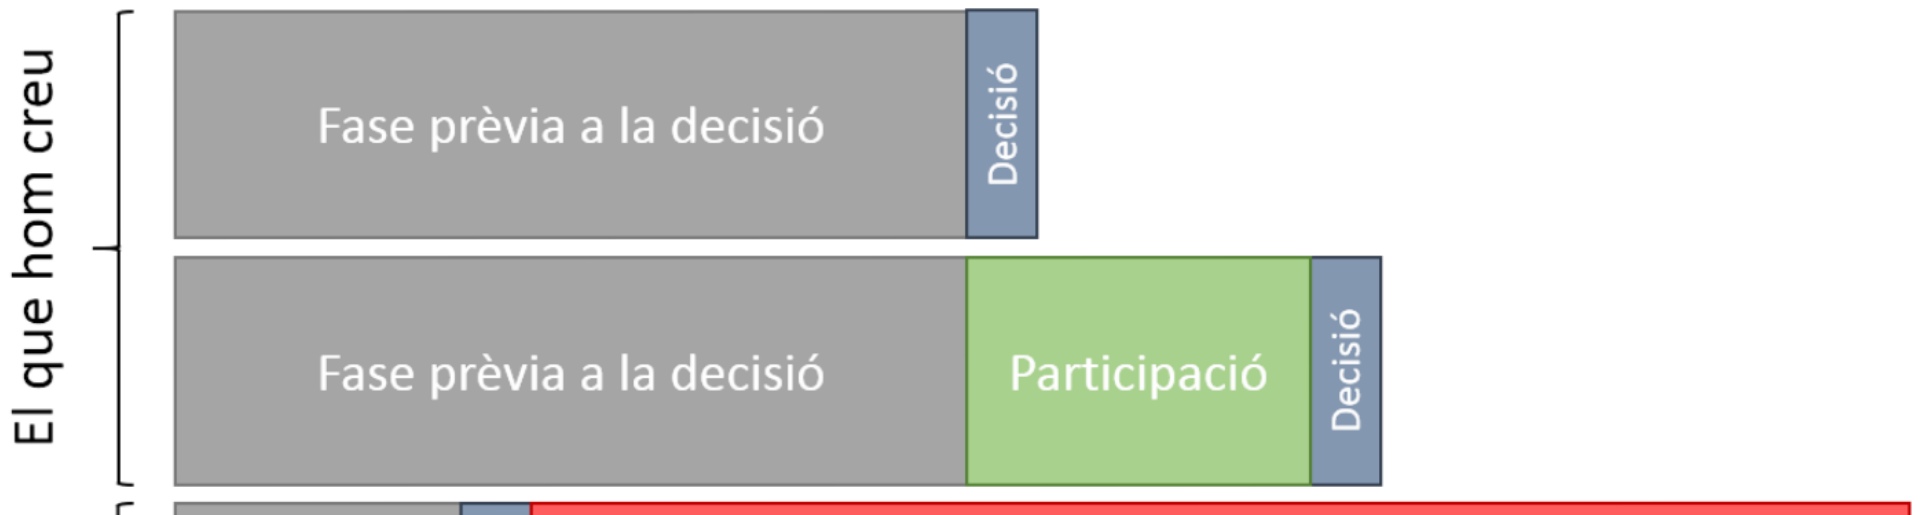 El que hom creu
Fase prèvia a la decisió
Decisió
Fase prèvia a la decisió
Participació
Decisió